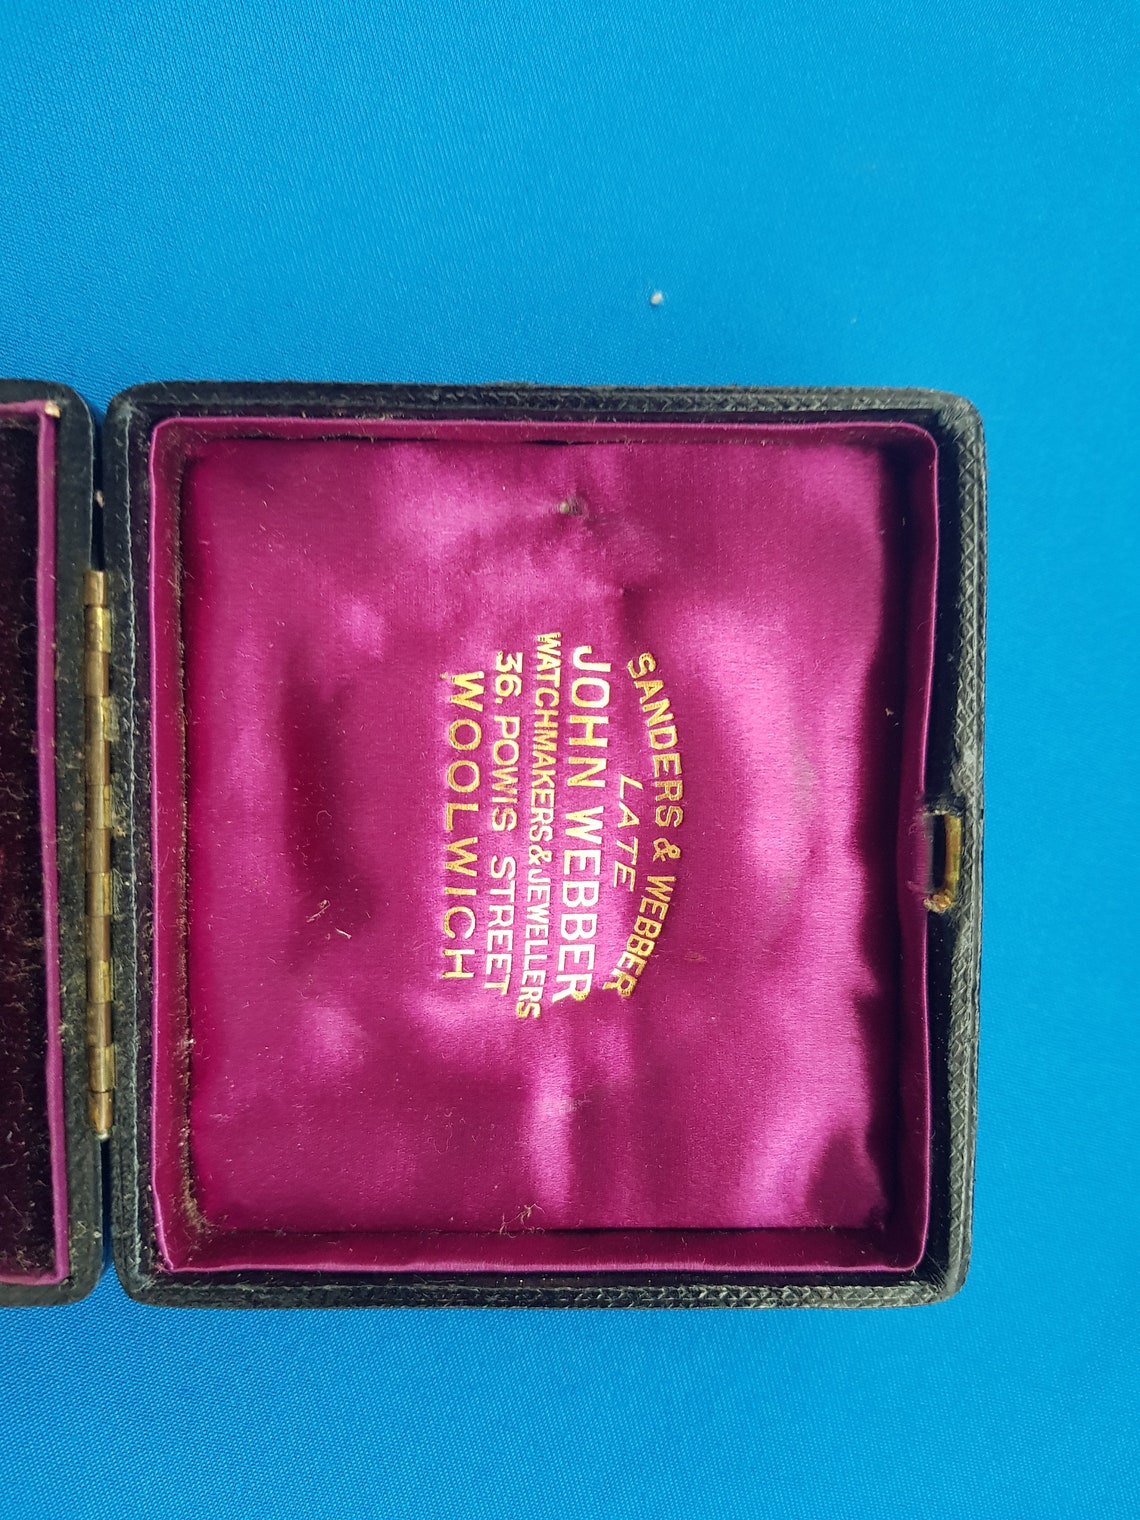 SANDERS & WEBBER
LATE
JOHN WEBBER
WATCHMAKERS & JEWELLERS
36. POWIS STREET
WOOLWICH